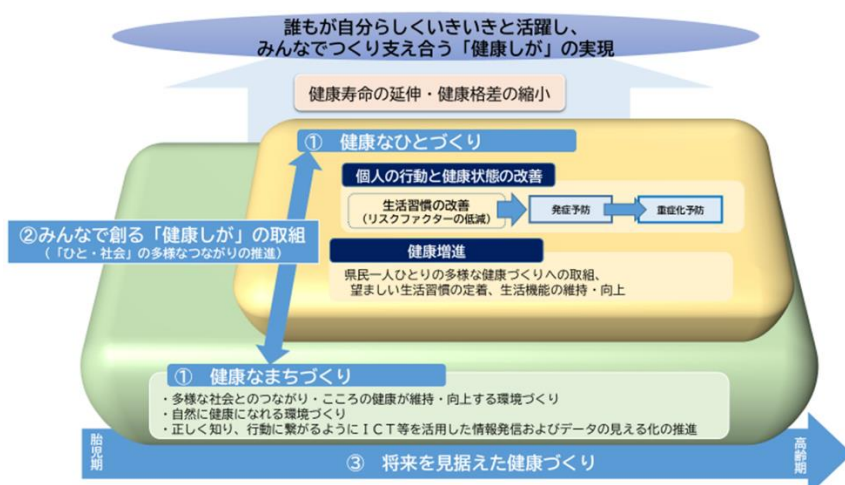 誰もが自分らしくいきいきと活躍し、
みんなでつくり支え合う「健康しが」の実現
健康寿命の延伸・健康格差の縮小
① 健康なひとづくり
個人の行動と健康状態の改善
生活習慣の改善
(リスクファクターの低減)
発症予防
重症化予防
②みんなで創る「健康しが」の取組
(「ひと・社会」の多様なつながりの推進)
健康増進
県民一人ひとりの多様な健康づくりへの取組、
望ましい生活習慣の定着、生活機能の維持・向上
① 健康なまちづくり
・多様な社会とのつながり・こころの健康が維持・向上する環境づくり
・自然に健康になれる環境づくり
・正しく知り、行動に繋がるようにICT等を活用した情報発信およびデータの見える化の推進
胎児期
③ 将来を見据えた健康づくり
高齢期